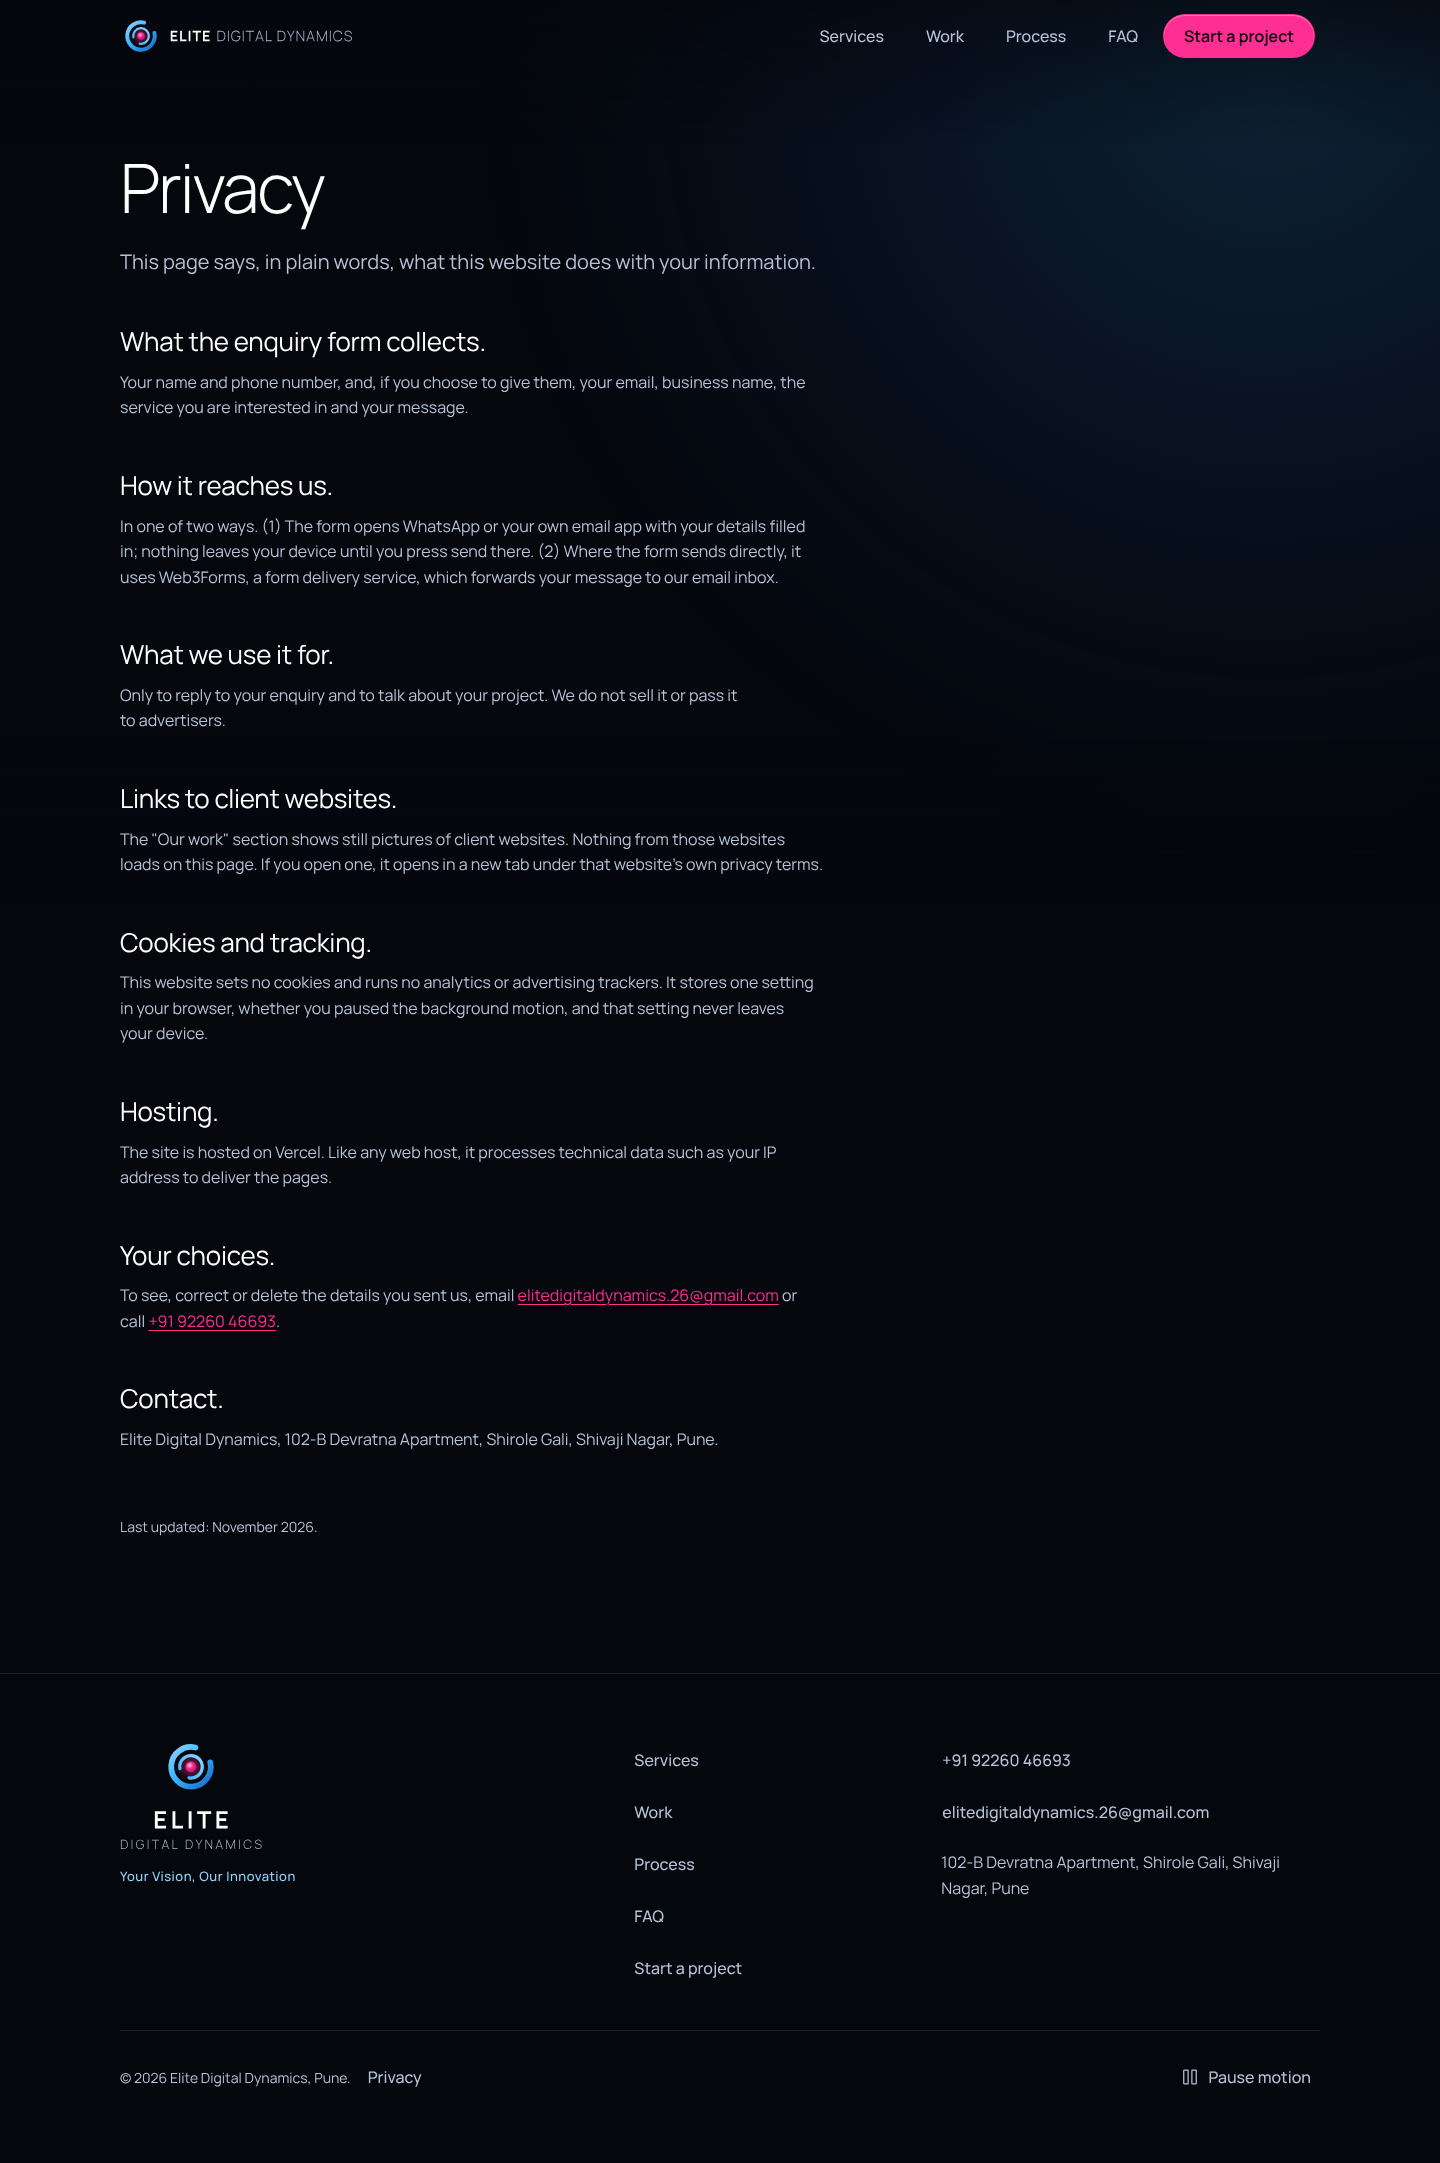 ELITE DIGITAL DYNAMICS
Services
Work
Process
FAQ
Start a project
Privacy
This page says, in plain words, what this website does with your information.
What the enquiry form collects.
Your name and phone number, and, if you choose to give them, your email, business name, the
service you are interested in and your message.
How it reaches us.
In one of two ways. (1) The form opens WhatsApp or your own email app with your details filled
in; nothing leaves your device until you press send there. (2) Where the form sends directly, it
uses Web3Forms, a form delivery service, which forwards your message to our email inbox.
What we use it for.
Only to reply to your enquiry and to talk about your project. We do not sell it or pass it
to advertisers.
Links to client websites.
The "Our work" section shows still pictures of client websites. Nothing from those websites
loads on this page. If you open one, it opens in a new tab under that website's own privacy terms.
Cookies and tracking.
This website sets no cookies and runs no analytics or advertising trackers. It stores one setting
in your browser, whether you paused the background motion, and that setting never leaves
your device.
Hosting.
The site is hosted on Vercel. Like any web host, it processes technical data such as your IP
address to deliver the pages.
Your choices.
To see, correct or delete the details you sent us, email elitedigitaldynamics.26@gmail.com or
call +91 92260 46693.
Contact.
Elite Digital Dynamics, 102-B Devratna Apartment, Shirole Gali, Shivaji Nagar, Pune.
Last updated: November 2026.
ELITE
DIGITAL DYNAMICS
Your Vision, Our Innovation
Services
Work
Process
FAQ
Start a project
+91 92260 46693
elitedigitaldynamics.26@gmail.com
102-B Devratna Apartment, Shirole Gali, Shivaji
Nagar, Pune
© 2026 Elite Digital Dynamics, Pune.
Privacy
Pause motion